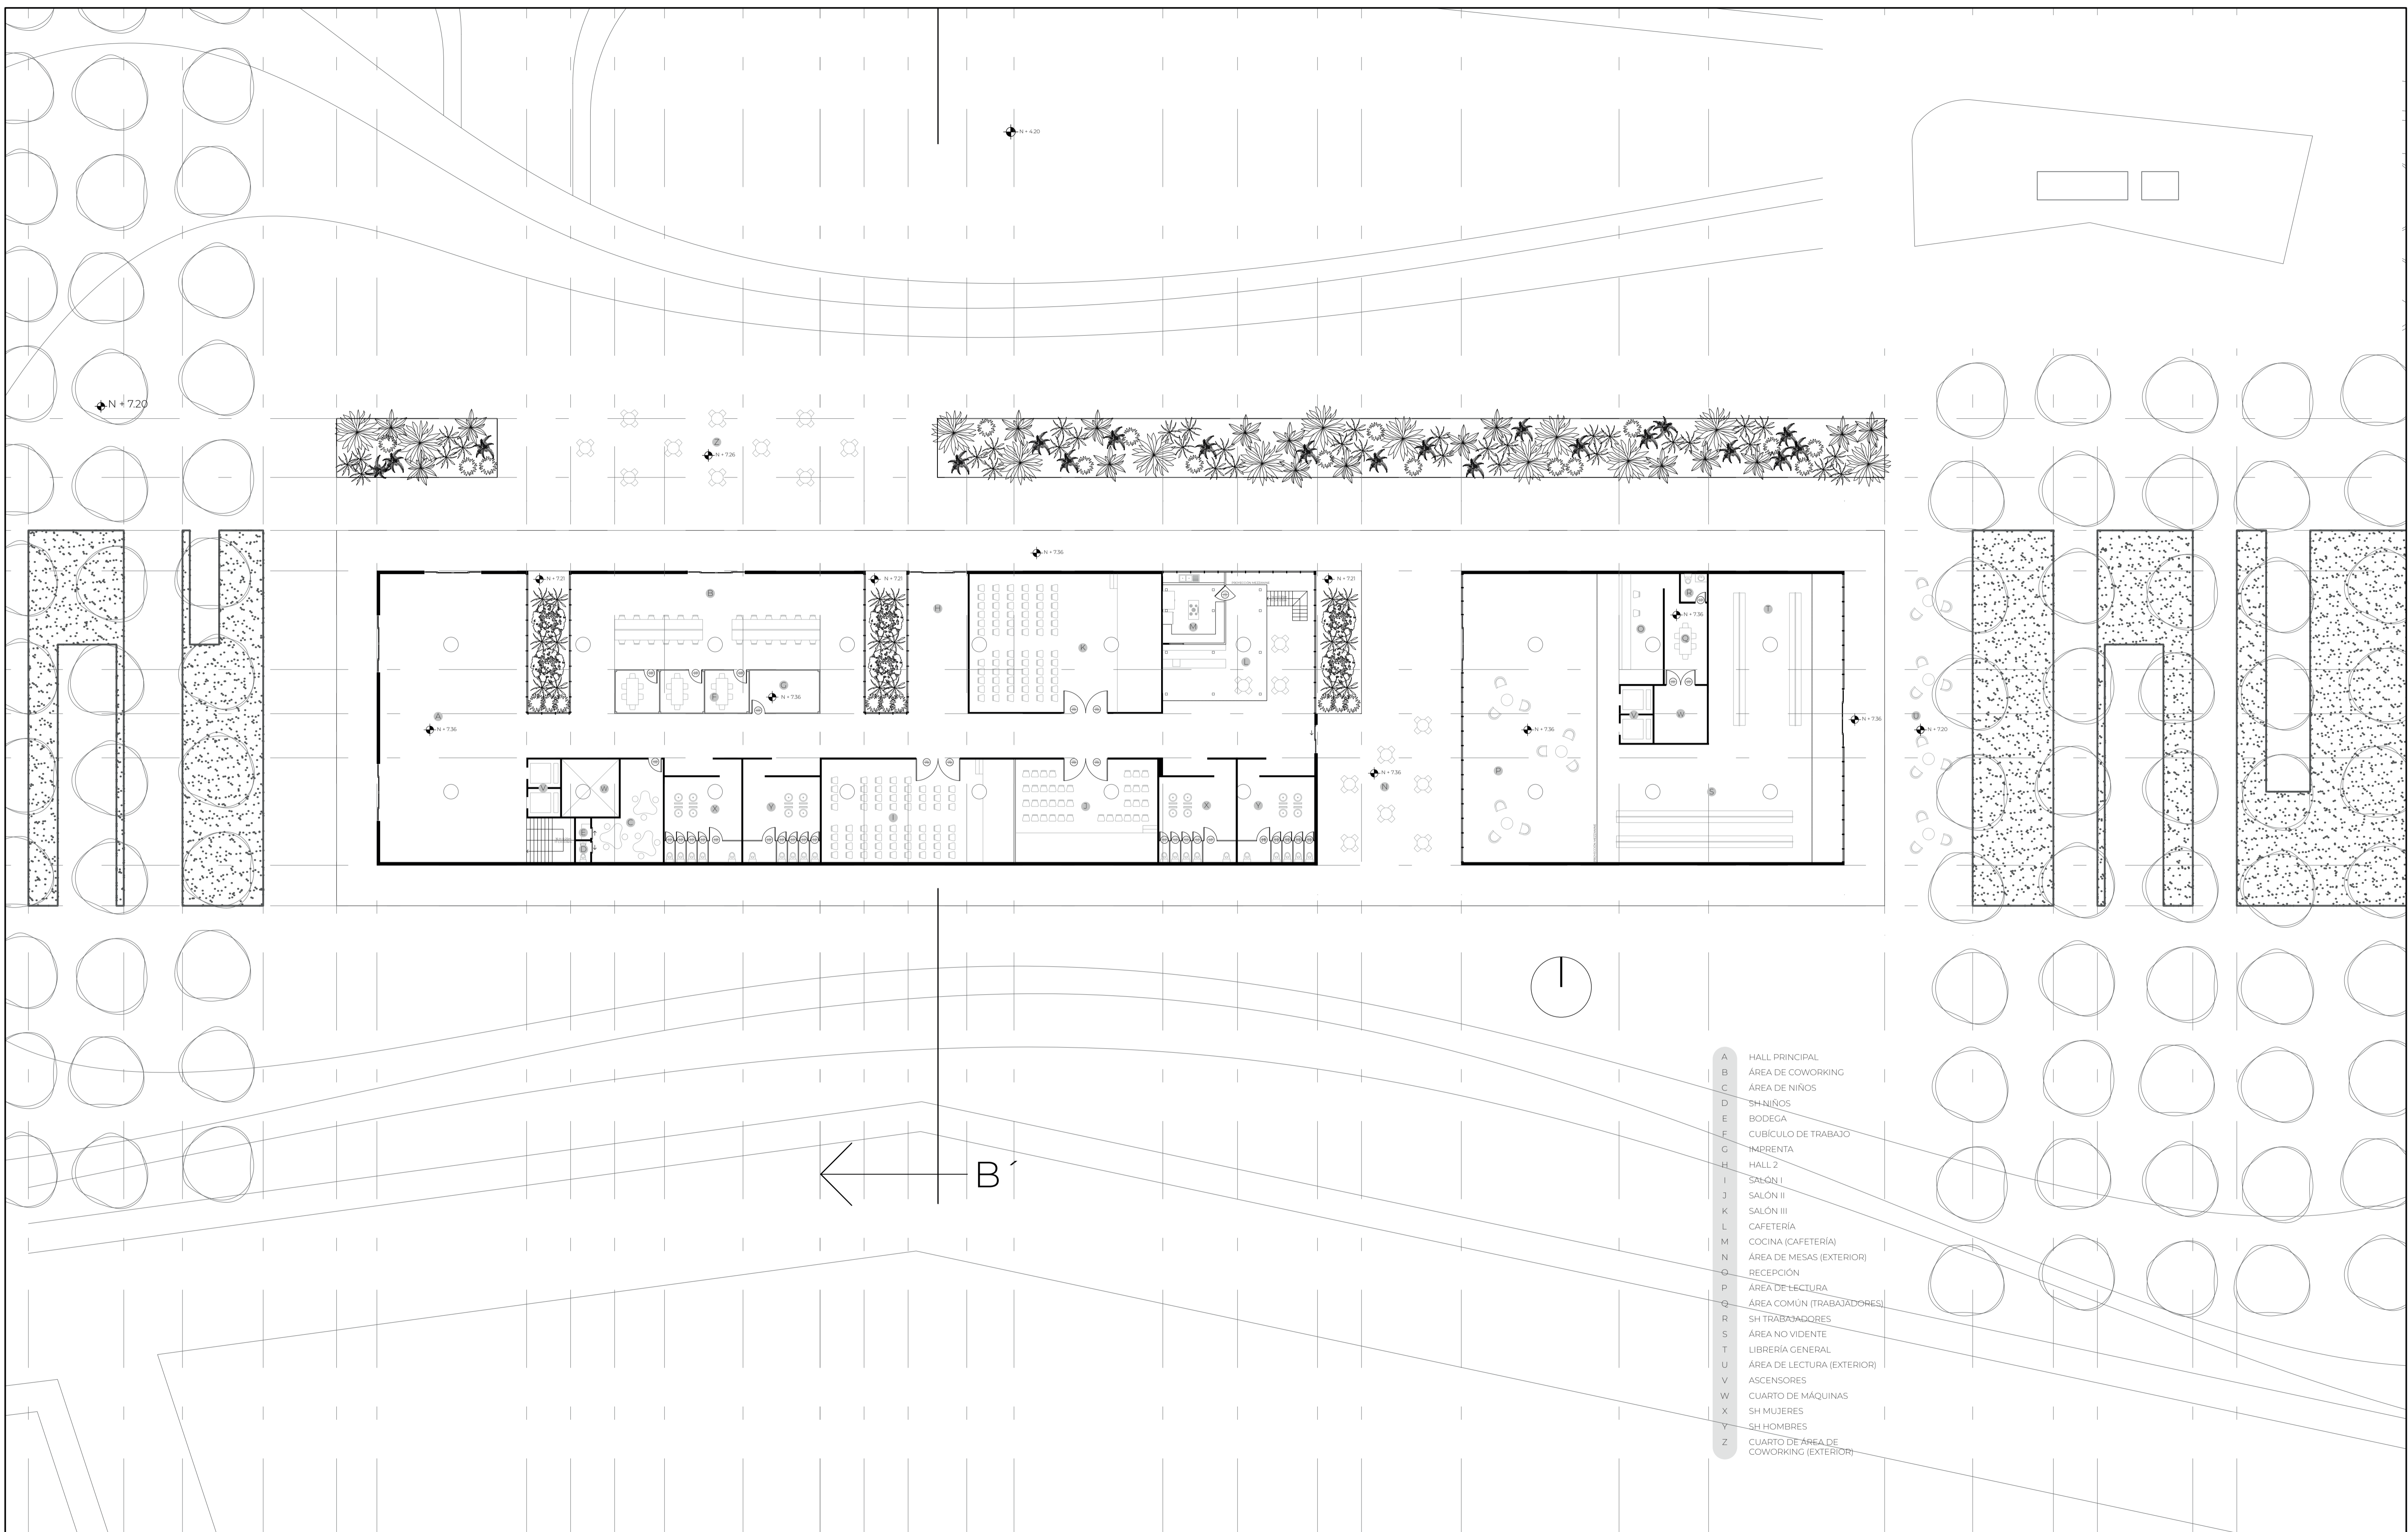 N + 4.20
N + 7.20
Z
N + 7.26
N + 7.36
N + 7.21
N + 7.21
N + 7.21
B
H
K
M
L
R
N + 7.36
O
Q
T
F
G
N + 7.36
A
N + 7.36
V
W
N + 7.36
N + 7.36
U
N + 7.20
P
N + 7.36
N
V
W
C
E
D
X
Y
I
J
X
Y
S
B´
A HALL PRINCIPAL
B ÁREA DE COWORKING
C ÁREA DE NIÑOS
D SH NIÑOS
E BODEGA
F CUBÍCULO DE TRABAJO
G IMPRENTA
H HALL 2
I SALÓN I
J SALÓN II
K SALÓN III
L CAFETERÍA
M COCINA (CAFETERÍA)
N ÁREA DE MESAS (EXTERIOR)
O RECEPCIÓN
P ÁREA DE LECTURA
Q ÁREA COMÚN (TRABAJADORES)
R SH TRABAJADORES
S ÁREA NO VIDENTE
T LIBRERÍA GENERAL
U ÁREA DE LECTURA (EXTERIOR)
V ASCENSORES
W CUARTO DE MÁQUINAS
X SH MUJERES
Y SH HOMBRES
Z CUARTO DE ÁREA DE
COWORKING (EXTERIOR)